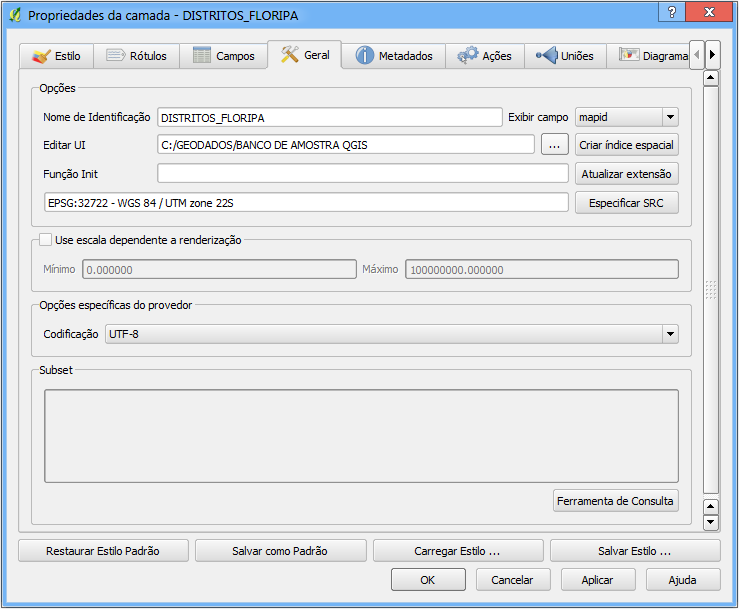 Propriedades da camada - DISTRITOS_FLORIPA
?
Estilo
Rótulos
Campos
Geral
Metadados
Ações
Uniões
Diagrama
Opções
Nome de Identificação
DISTRITOS_FLORIPA
Exibir campo
mapid
Editar UI
C:/GEODADOS/BANCO DE AMOSTRA QGIS
...
Criar índice espacial
Função Init
Atualizar extensão
EPSG:32722 - WGS 84 / UTM zone 22S
Especificar SRC
Use escala dependente a renderização
Mínimo
0.000000
Máximo
100000000.000000
Opções específicas do provedor
Codificação
UTF-8
Subset
Ferramenta de Consulta
Restaurar Estilo Padrão
Salvar como Padrão
Carregar Estilo ...
Salvar Estilo ...
OK
Cancelar
Aplicar
Ajuda